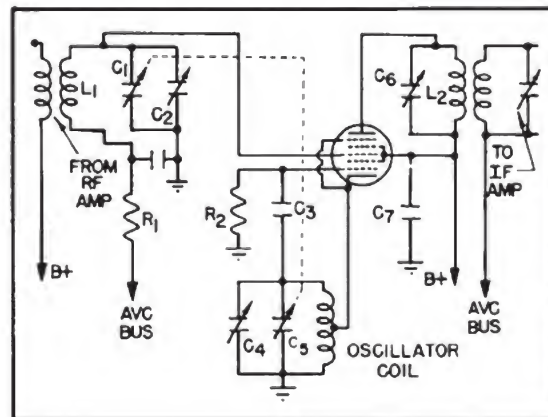 C1
C2
L1
FROM
RF
AMP
R1
B+
AVC
BUS
R2
C3
C4
C5
OSCILLATOR
COIL
C6
L2
C7
TO
IF
AMP
B+
AVC
BUS